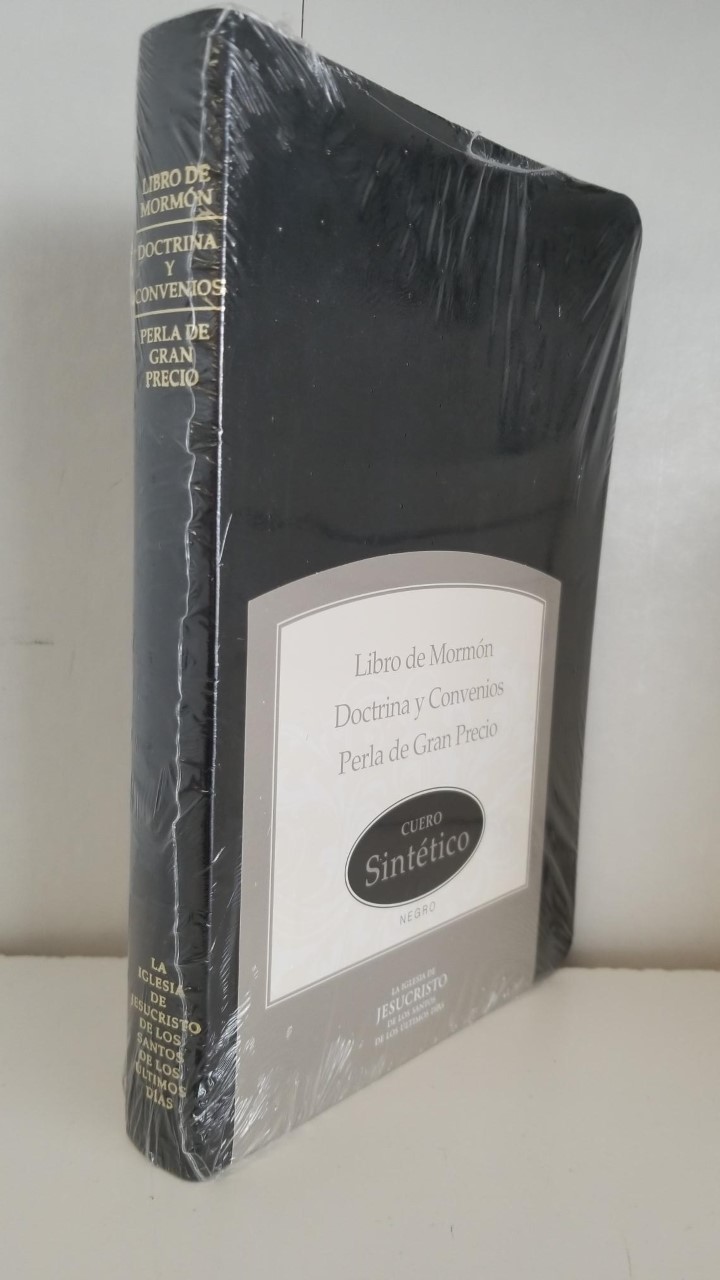 LIBRO DE
MORMÓN
DOCTRINA
Y
CONVENIOS
PERLA DE
GRAN
PRECIO
LA
IGLESIA
DE
JESUCRISTO
DE LOS
SANTOS
DE LOS
ÚLTIMOS
DÍAS
Libro de Mormón
Doctrina y Convenios
Perla de Gran Precio
CUERO
Sintético
NEGRO
LA IGLESIA DE
JESUCRISTO
DE LOS SANTOS
DE LOS ÚLTIMOS DÍAS